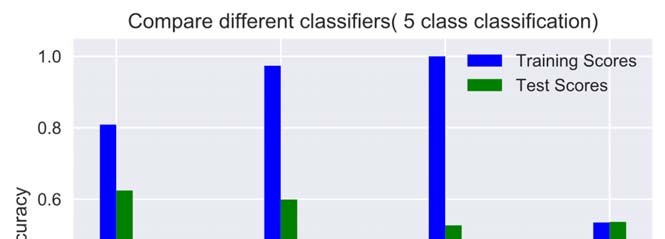 Compare different classifiers( 5 class classification)
1.0
Training Scores
Test Scores
0.8
0.6